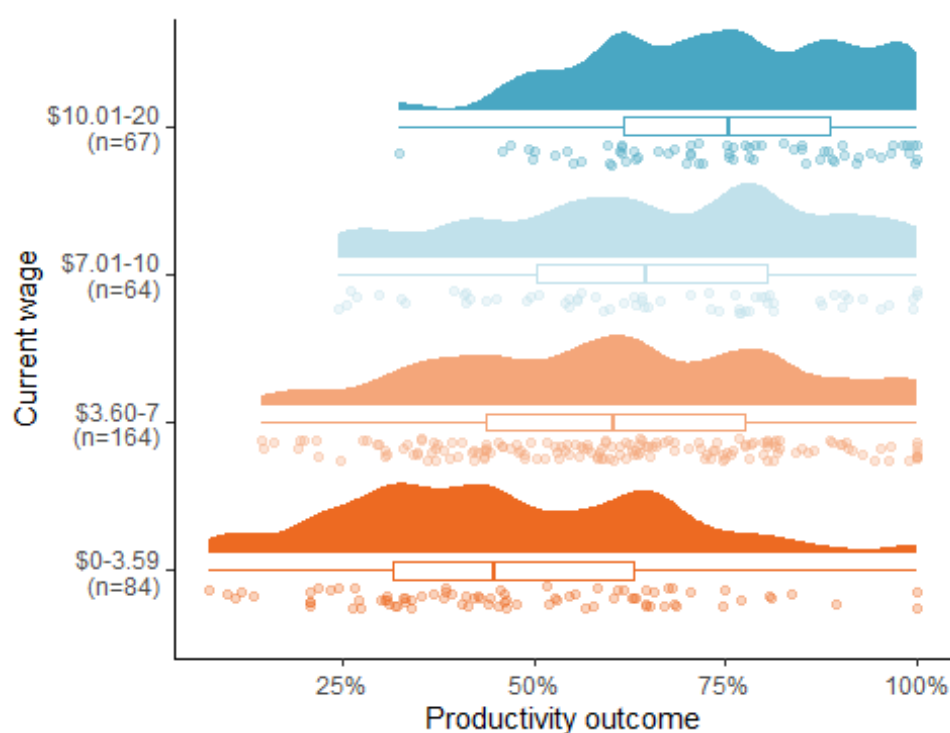 $10.01-20
(n=67)
$7.01-10
(n=64)
$3.60-7
(n=164)
$0-3.59
(n=84)
Current wage
25%
50%
75%
100%
Productivity outcome